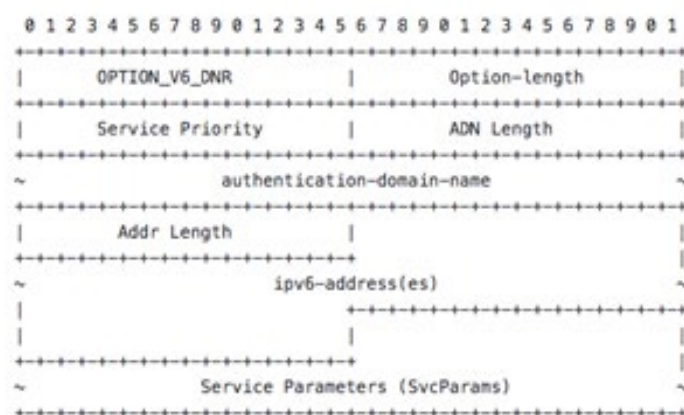 0 1 2 3 4 5 6 7 8 9 0 1 2 3 4 5 6 7 8 9 0 1 2 3 4 5 6 7 8 9 0 1
+-+-+-+-+-+-+-+-+-+-+-+-+-+-+-+-+-+-+-+-+-+-+-+-+-+-+-+-+-+-+-+-+
| OPTION_V6_DNR | Option-length |
+-+-+-+-+-+-+-+-+-+-+-+-+-+-+-+-+-+-+-+-+-+-+-+-+-+-+-+-+-+-+-+-+
| Service Priority | ADN Length |
+-+-+-+-+-+-+-+-+-+-+-+-+-+-+-+-+-+-+-+-+-+-+-+-+-+-+-+-+-+-+-+-+
~ authentication-domain-name ~
+-+-+-+-+-+-+-+-+-+-+-+-+-+-+-+-+-+-+-+-+-+-+-+-+-+-+-+-+-+-+-+-+
| Addr Length | |
+-+-+-+-+-+-+-+-+-+-+-+-+-+-+-+-+ |
~ ipv6-address(es) ~
| +-+-+-+-+-+-+-+-+-+-+-+-+-+-+-+-+
| | |
+-+-+-+-+-+-+-+-+-+-+-+-+-+-+-+-+ |
~ Service Parameters (SvcParams) ~
+-+-+-+-+-+-+-+-+-+-+-+-+-+-+-+-+-+-+-+-+-+-+-+-+-+-+-+-+-+-+-+-+